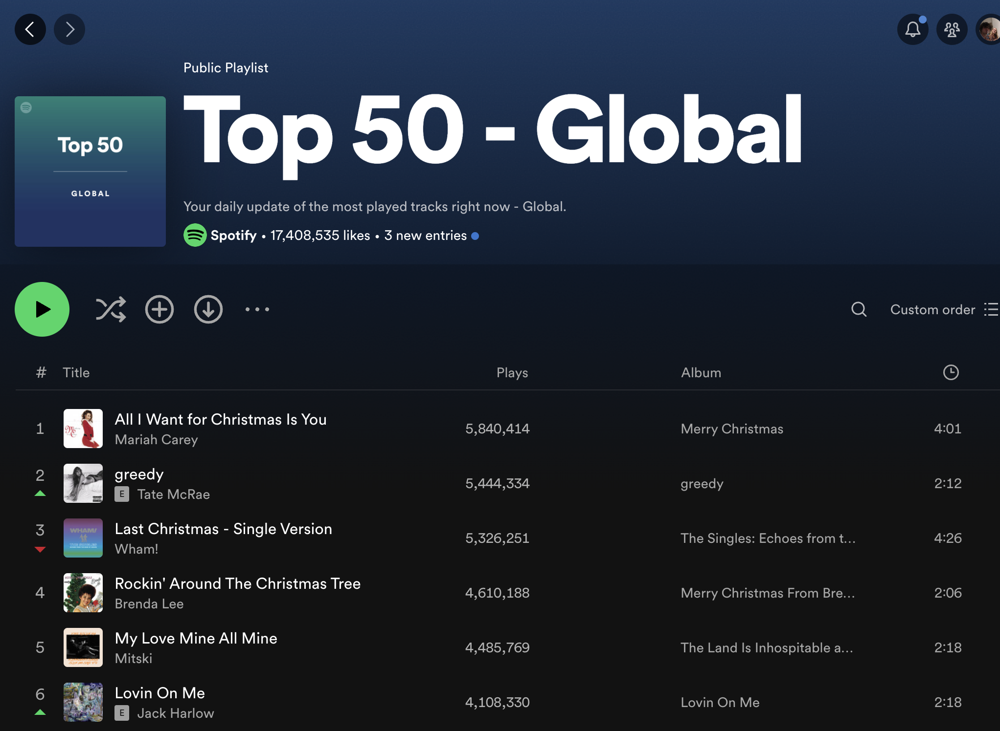 Public Playlist
Top 50 - Global
Top 50
GLOBAL
Your daily update of the most played tracks right now - Global.
Spotify • 17,408,535 likes • 3 new entries
Custom order
# Title Plays Album
1 All I Want for Christmas Is You 5,840,414 Merry Christmas 4:01
Mariah Carey
2 greedy 5,444,334 greedy 2:12
E Tate McRae
3 Last Christmas - Single Version 5,326,251 The Singles: Echoes from t... 4:26
WHAM!
THE SINGLES
Wham!
4 Rockin' Around The Christmas Tree 4,610,188 Merry Christmas From Bre... 2:06
Brenda Lee
5 My Love Mine All Mine 4,485,769 The Land Is Inhospitable a... 2:18
Mitski
6 Lovin On Me 4,108,330 Lovin On Me 2:18
E Jack Harlow